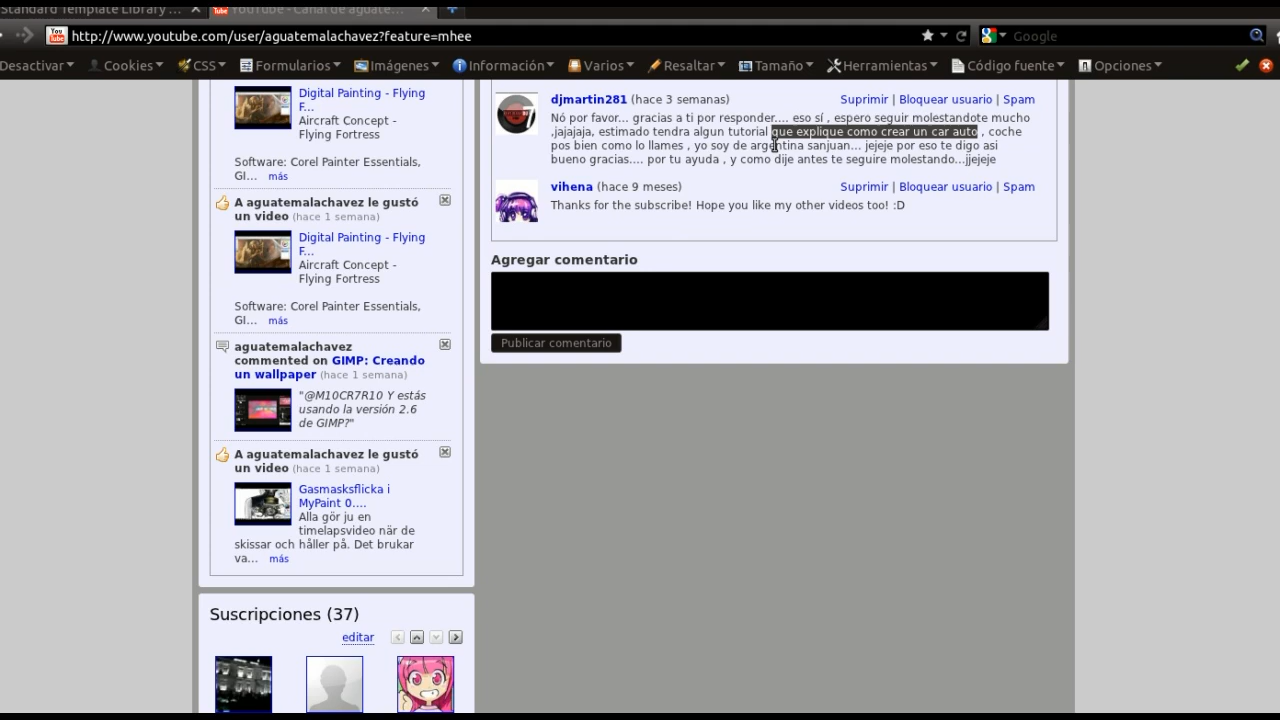 Standard Template Library ...
YouTube - Canal de aguate...
http://www.youtube.com/user/aguatemalachavez?feature=mhee
Google
Desactivar Cookies CSS Formularios Imágenes Información Varios Resaltar Tamaño Herramientas Código fuente Opciones
Digital Painting - Flying
F...
Aircraft Concept -
Flying Fortress
Software: Corel Painter Essentials,
GI... más
A aguatemalachavez le gustó
un video (hace 1 semana)
Digital Painting - Flying
F...
Aircraft Concept -
Flying Fortress
Software: Corel Painter Essentials,
GI... más
aguatemalachavez
commented on GIMP: Creando
un wallpaper (hace 1 semana)
"@M10CR7R10 Y estás
usando la versión 2.6
de GIMP?"
A aguatemalachavez le gustó
un video (hace 1 semana)
Gasmasksflicka i
MyPaint 0....
Alla gör ju en
timelapsvideo när de
skissar och håller på. Det brukar
va... más
Suscripciones (37)
editar
djmartin281 (hace 3 semanas) Suprimir | Bloquear usuario | Spam
Nó por favor... gracias a ti por responder.... eso sí , espero seguir molestandote mucho
,jajajaja, estimado tendra algun tutorial que explique como crear un car auto , coche
pos bien como lo llames , yo soy de argentina sanjuan... jejeje por eso te digo asi
bueno gracias.... por tu ayuda , y como dije antes te seguire molestando...jjejeje
vihena (hace 9 meses) Suprimir | Bloquear usuario | Spam
Thanks for the subscribe! Hope you like my other videos too! :D
Agregar comentario
Publicar comentario